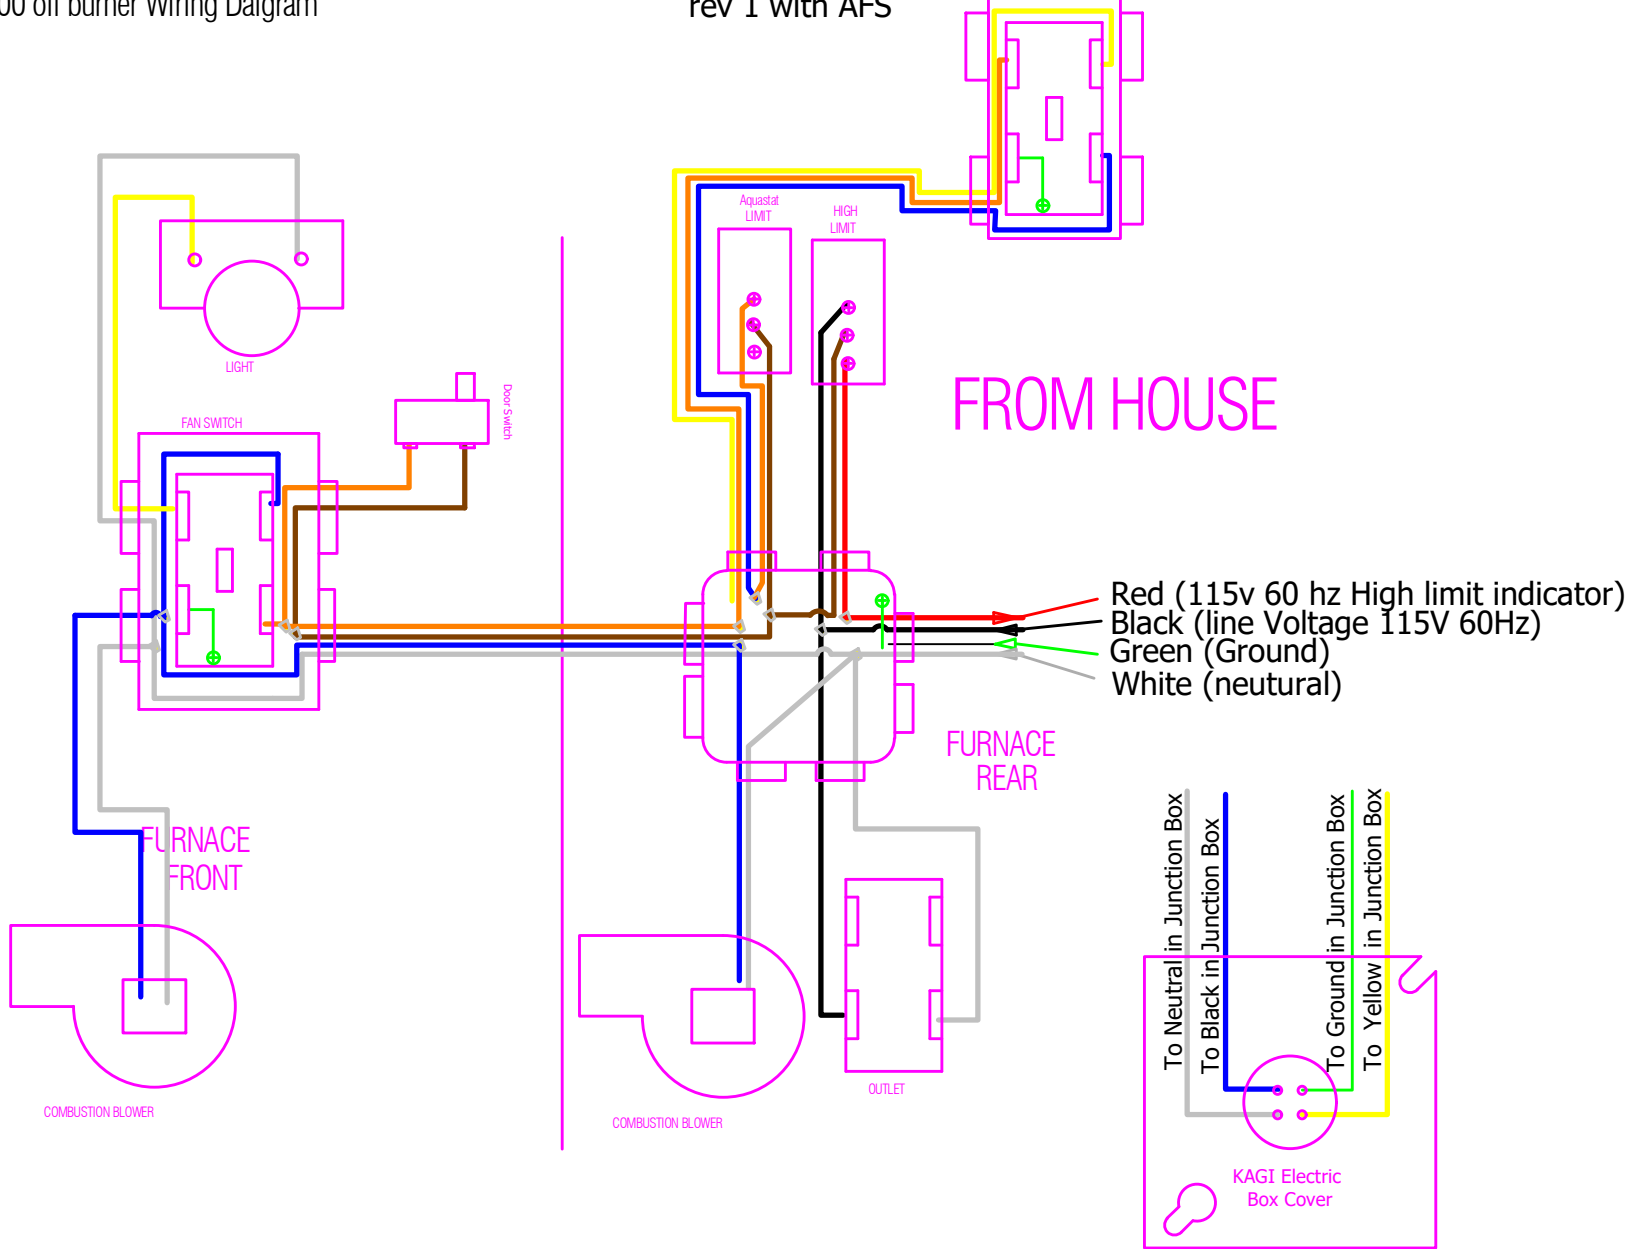 00 oil burner Wiring Daigram
rev 1 with AFS
Aquastat
LIMIT
HIGH
LIMIT
LIGHT
Door Switch
FAN SWITCH
FROM HOUSE
Red (115v 60 hz High limit indicator)
Black (line Voltage 115V 60Hz)
Green (Ground)
White (neutural)
FURNACE
REAR
FURNACE
FRONT
To Neutral in Junction Box
To Black in Junction Box
To Ground in Junction Box
To Yellow in Junction Box
OUTLET
COMBUSTION BLOWER
COMBUSTION BLOWER
KAGI Electric
Box Cover